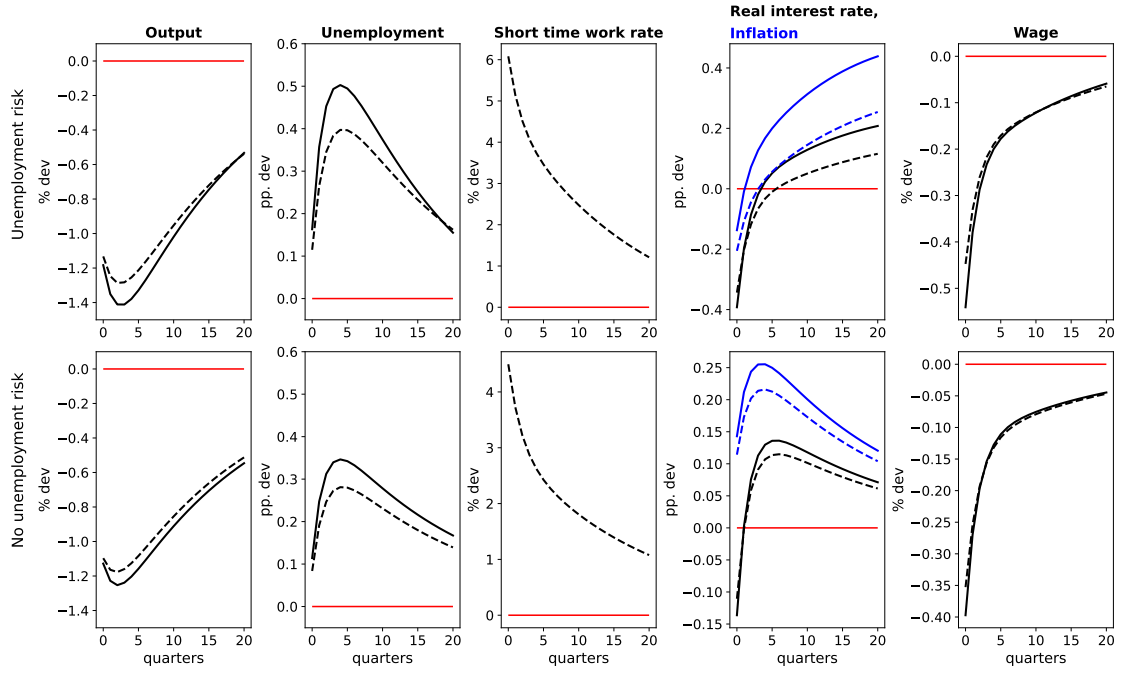 Output
Unemployment
Short time work rate
Real interest rate,
Inflation
Wage
Unemployment risk
% dev
0.0
−0.2
−0.4
−0.6
−0.8
−1.0
−1.2
−1.4
0 5 10 15 20
pp. dev
0.6
0.5
0.4
0.3
0.2
0.1
0.0
0 5 10 15 20
6
5
4
3
2
1
0
0 5 10 15 20
pp. dev
0.4
0.2
0.0
−0.2
−0.4
0 5 10 15 20
% dev
0.0
−0.1
−0.2
−0.3
−0.4
−0.5
0 5 10 15 20
No unemployment risk
% dev
0.0
−0.2
−0.4
−0.6
−0.8
−1.0
−1.2
−1.4
0 5 10 15 20
quarters
pp. dev
0.6
0.5
0.4
0.3
0.2
0.1
0.0
0 5 10 15 20
quarters
4
3
2
1
0
0 5 10 15 20
quarters
pp. dev
0.25
0.20
0.15
0.10
0.05
0.00
−0.05
−0.10
−0.15
0 5 10 15 20
quarters
% dev
0.00
−0.05
−0.10
−0.15
−0.20
−0.25
−0.30
−0.35
−0.40
0 5 10 15 20
quarters